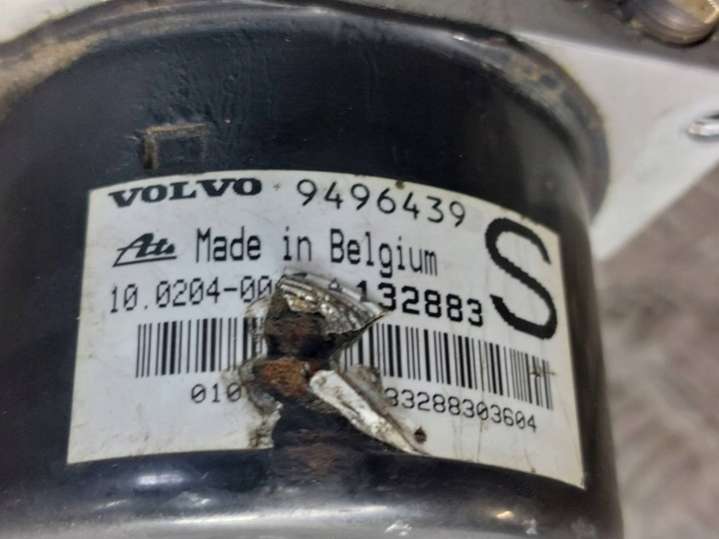 VOLVO 9496439 S
Ate Made in Belgium
10.0204-00 132883
010 33288303604